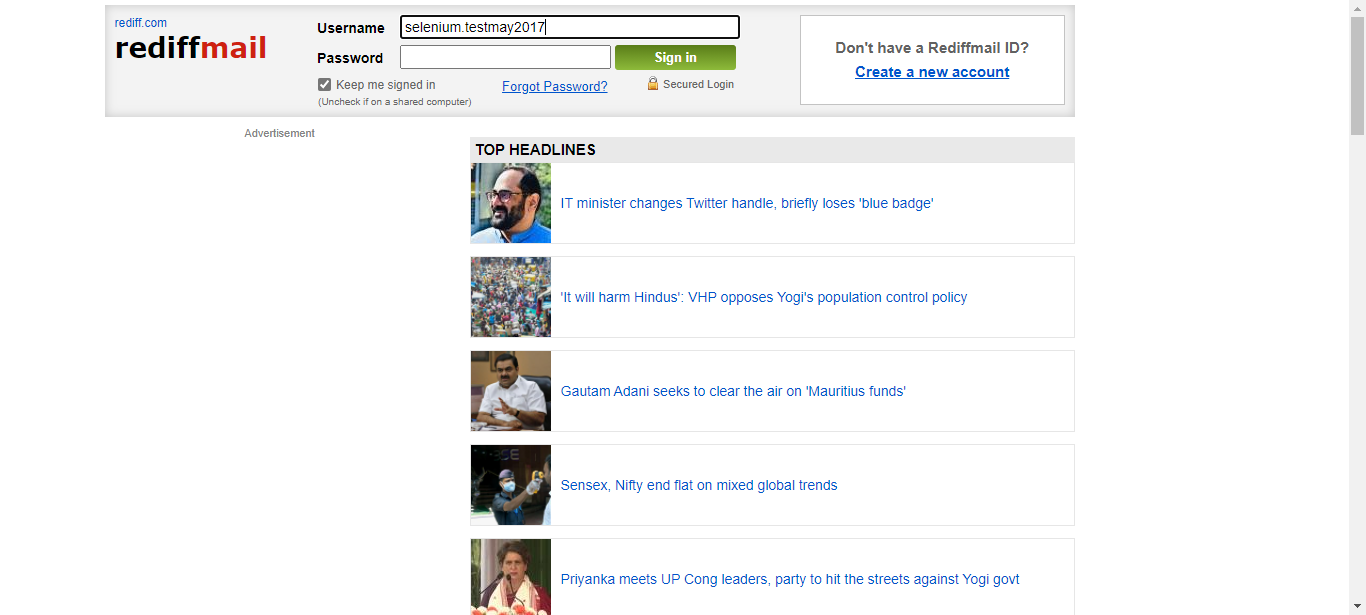 rediff.com
rediffmail
Username
selenium.testmay2017
Password
Sign in
Keep me signed in
Forgot Password?
Secured Login
(Uncheck if on a shared computer)
Don't have a Rediffmail ID?
Create a new account
Advertisement
TOP HEADLINES
IT minister changes Twitter handle, briefly loses 'blue badge'
'It will harm Hindus': VHP opposes Yogi's population control policy
Gautam Adani seeks to clear the air on 'Mauritius funds'
Sensex, Nifty end flat on mixed global trends
Priyanka meets UP Cong leaders, party to hit the streets against Yogi govt